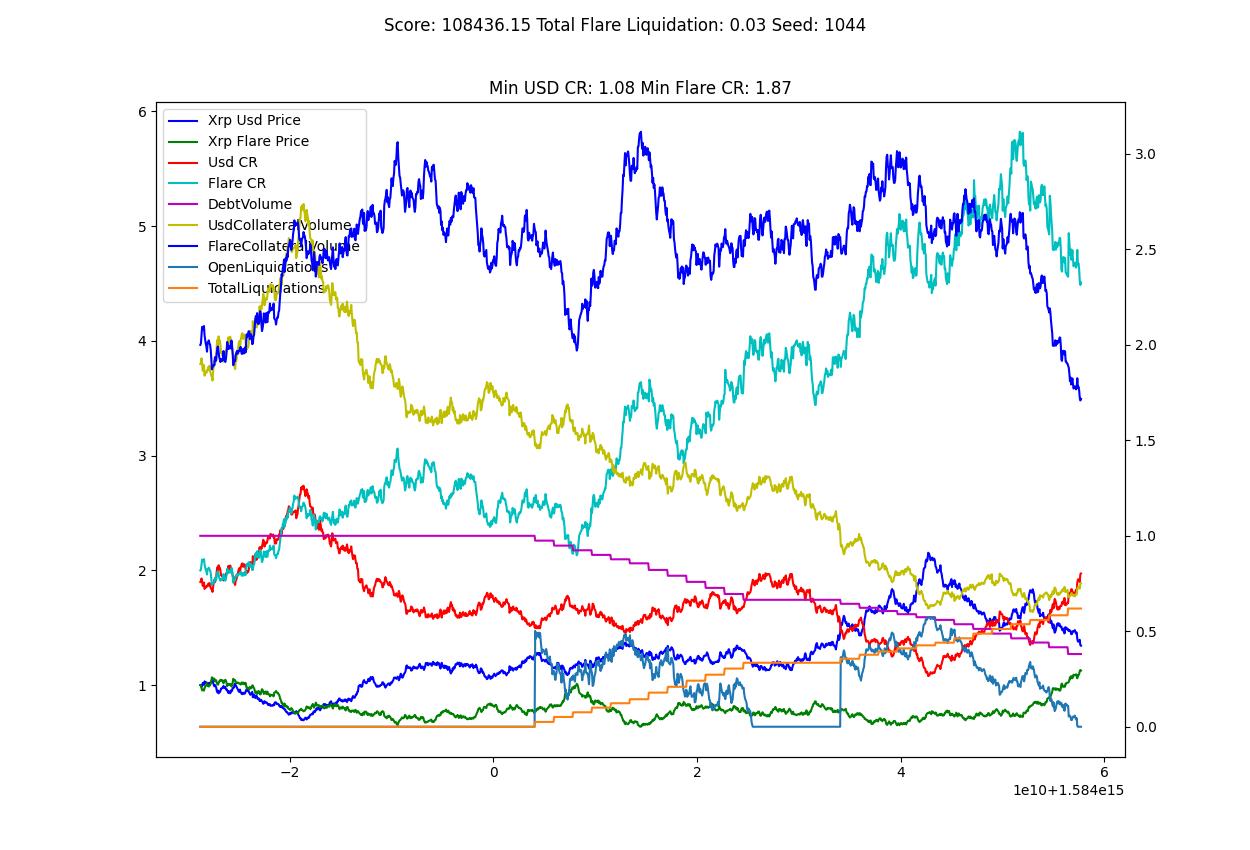 Score: 108436.15 Total Flare Liquidation: 0.03 Seed: 1044
Min USD CR: 1.08 Min Flare CR: 1.87
Xrp Usd Price
Xrp Flare Price
Usd CR
Flare CR
DebtVolume
UsdCollateralVolume
FlareCollateralVolume
OpenLiquidations
TotalLiquidations
6
5
4
3
2
1
3.0
2.5
2.0
1.5
1.0
0.5
0.0
−2
0
2
4
6
1e10+1.584e15